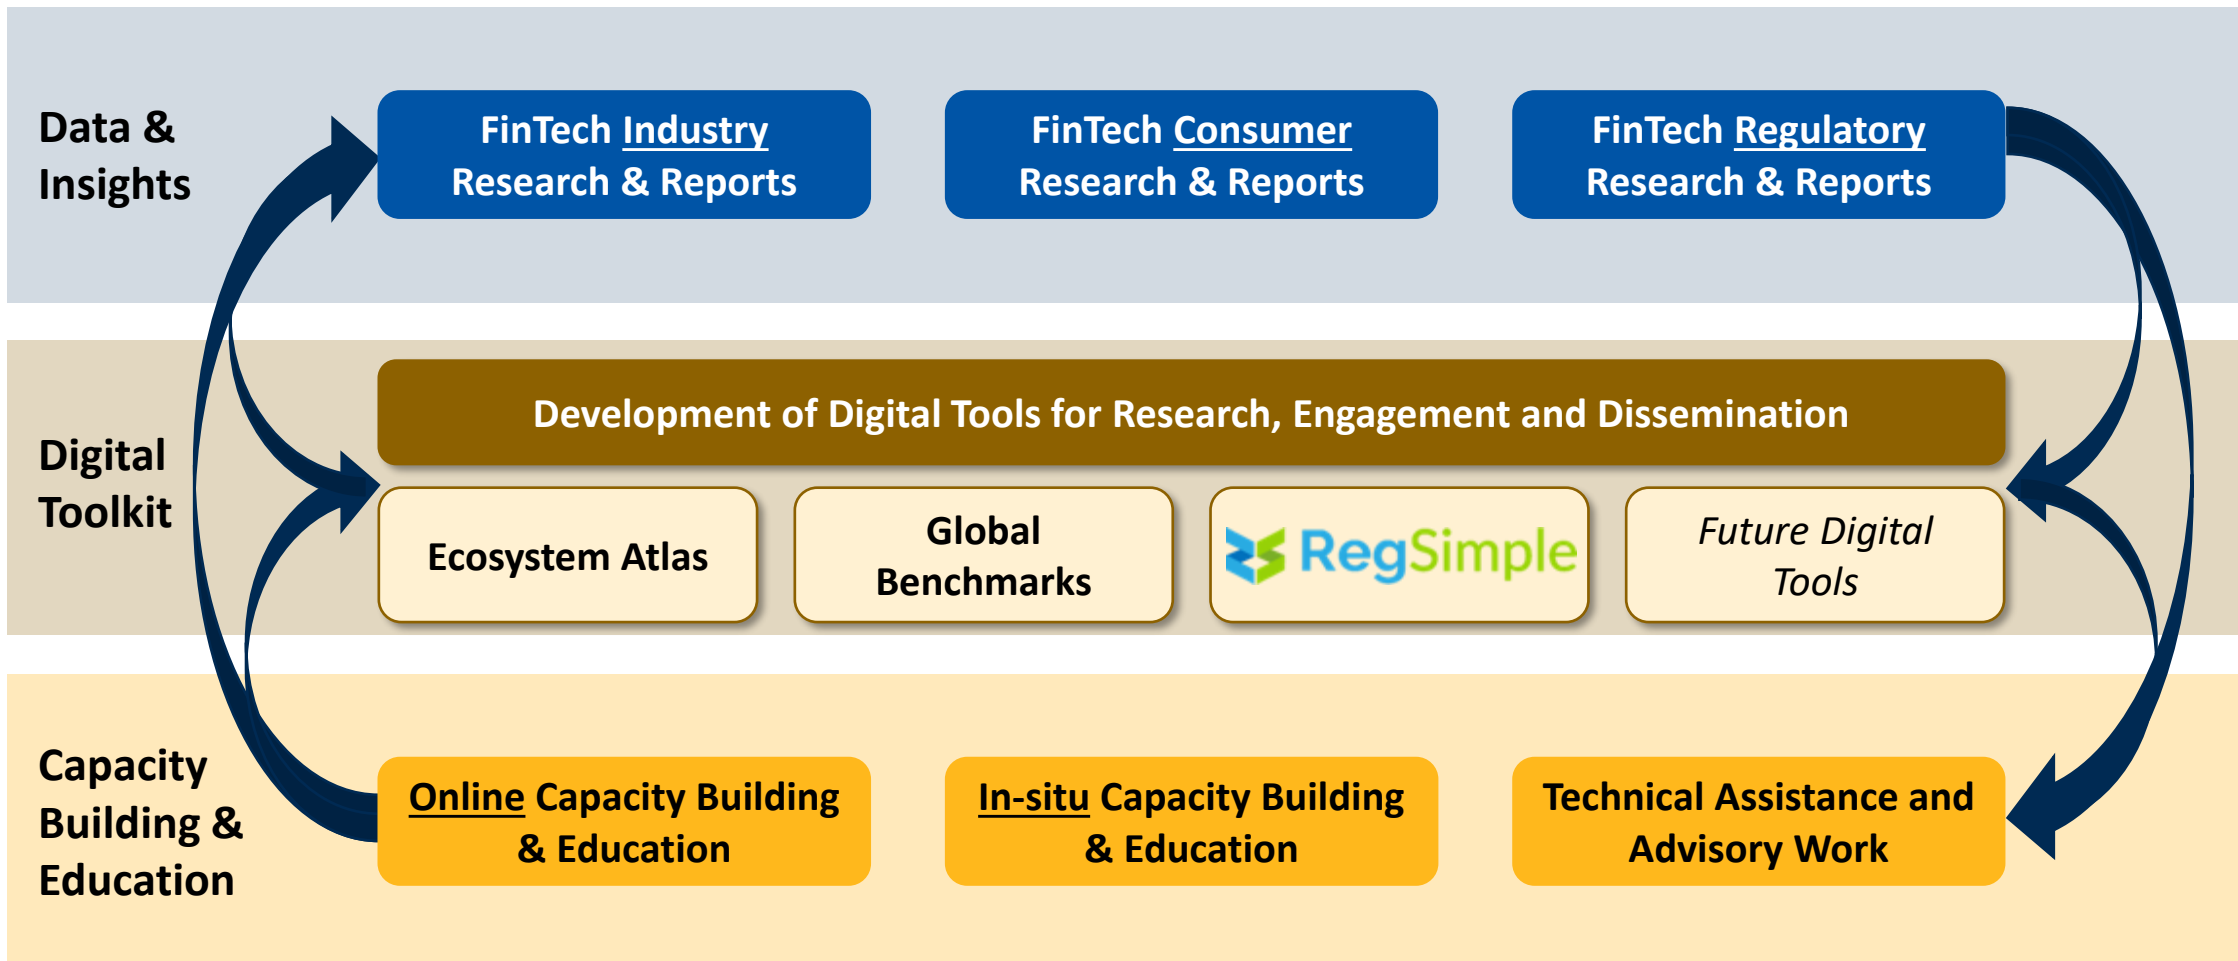 Data &
Insights
FinTech Industry
Research & Reports
FinTech Consumer
Research & Reports
FinTech Regulatory
Research & Reports
Digital
Toolkit
Development of Digital Tools for Research, Engagement and Dissemination
Ecosystem Atlas
Global
Benchmarks
RegSimple
Future Digital
Tools
Capacity
Building &
Education
Online Capacity Building
& Education
In-situ Capacity Building
& Education
Technical Assistance and
Advisory Work